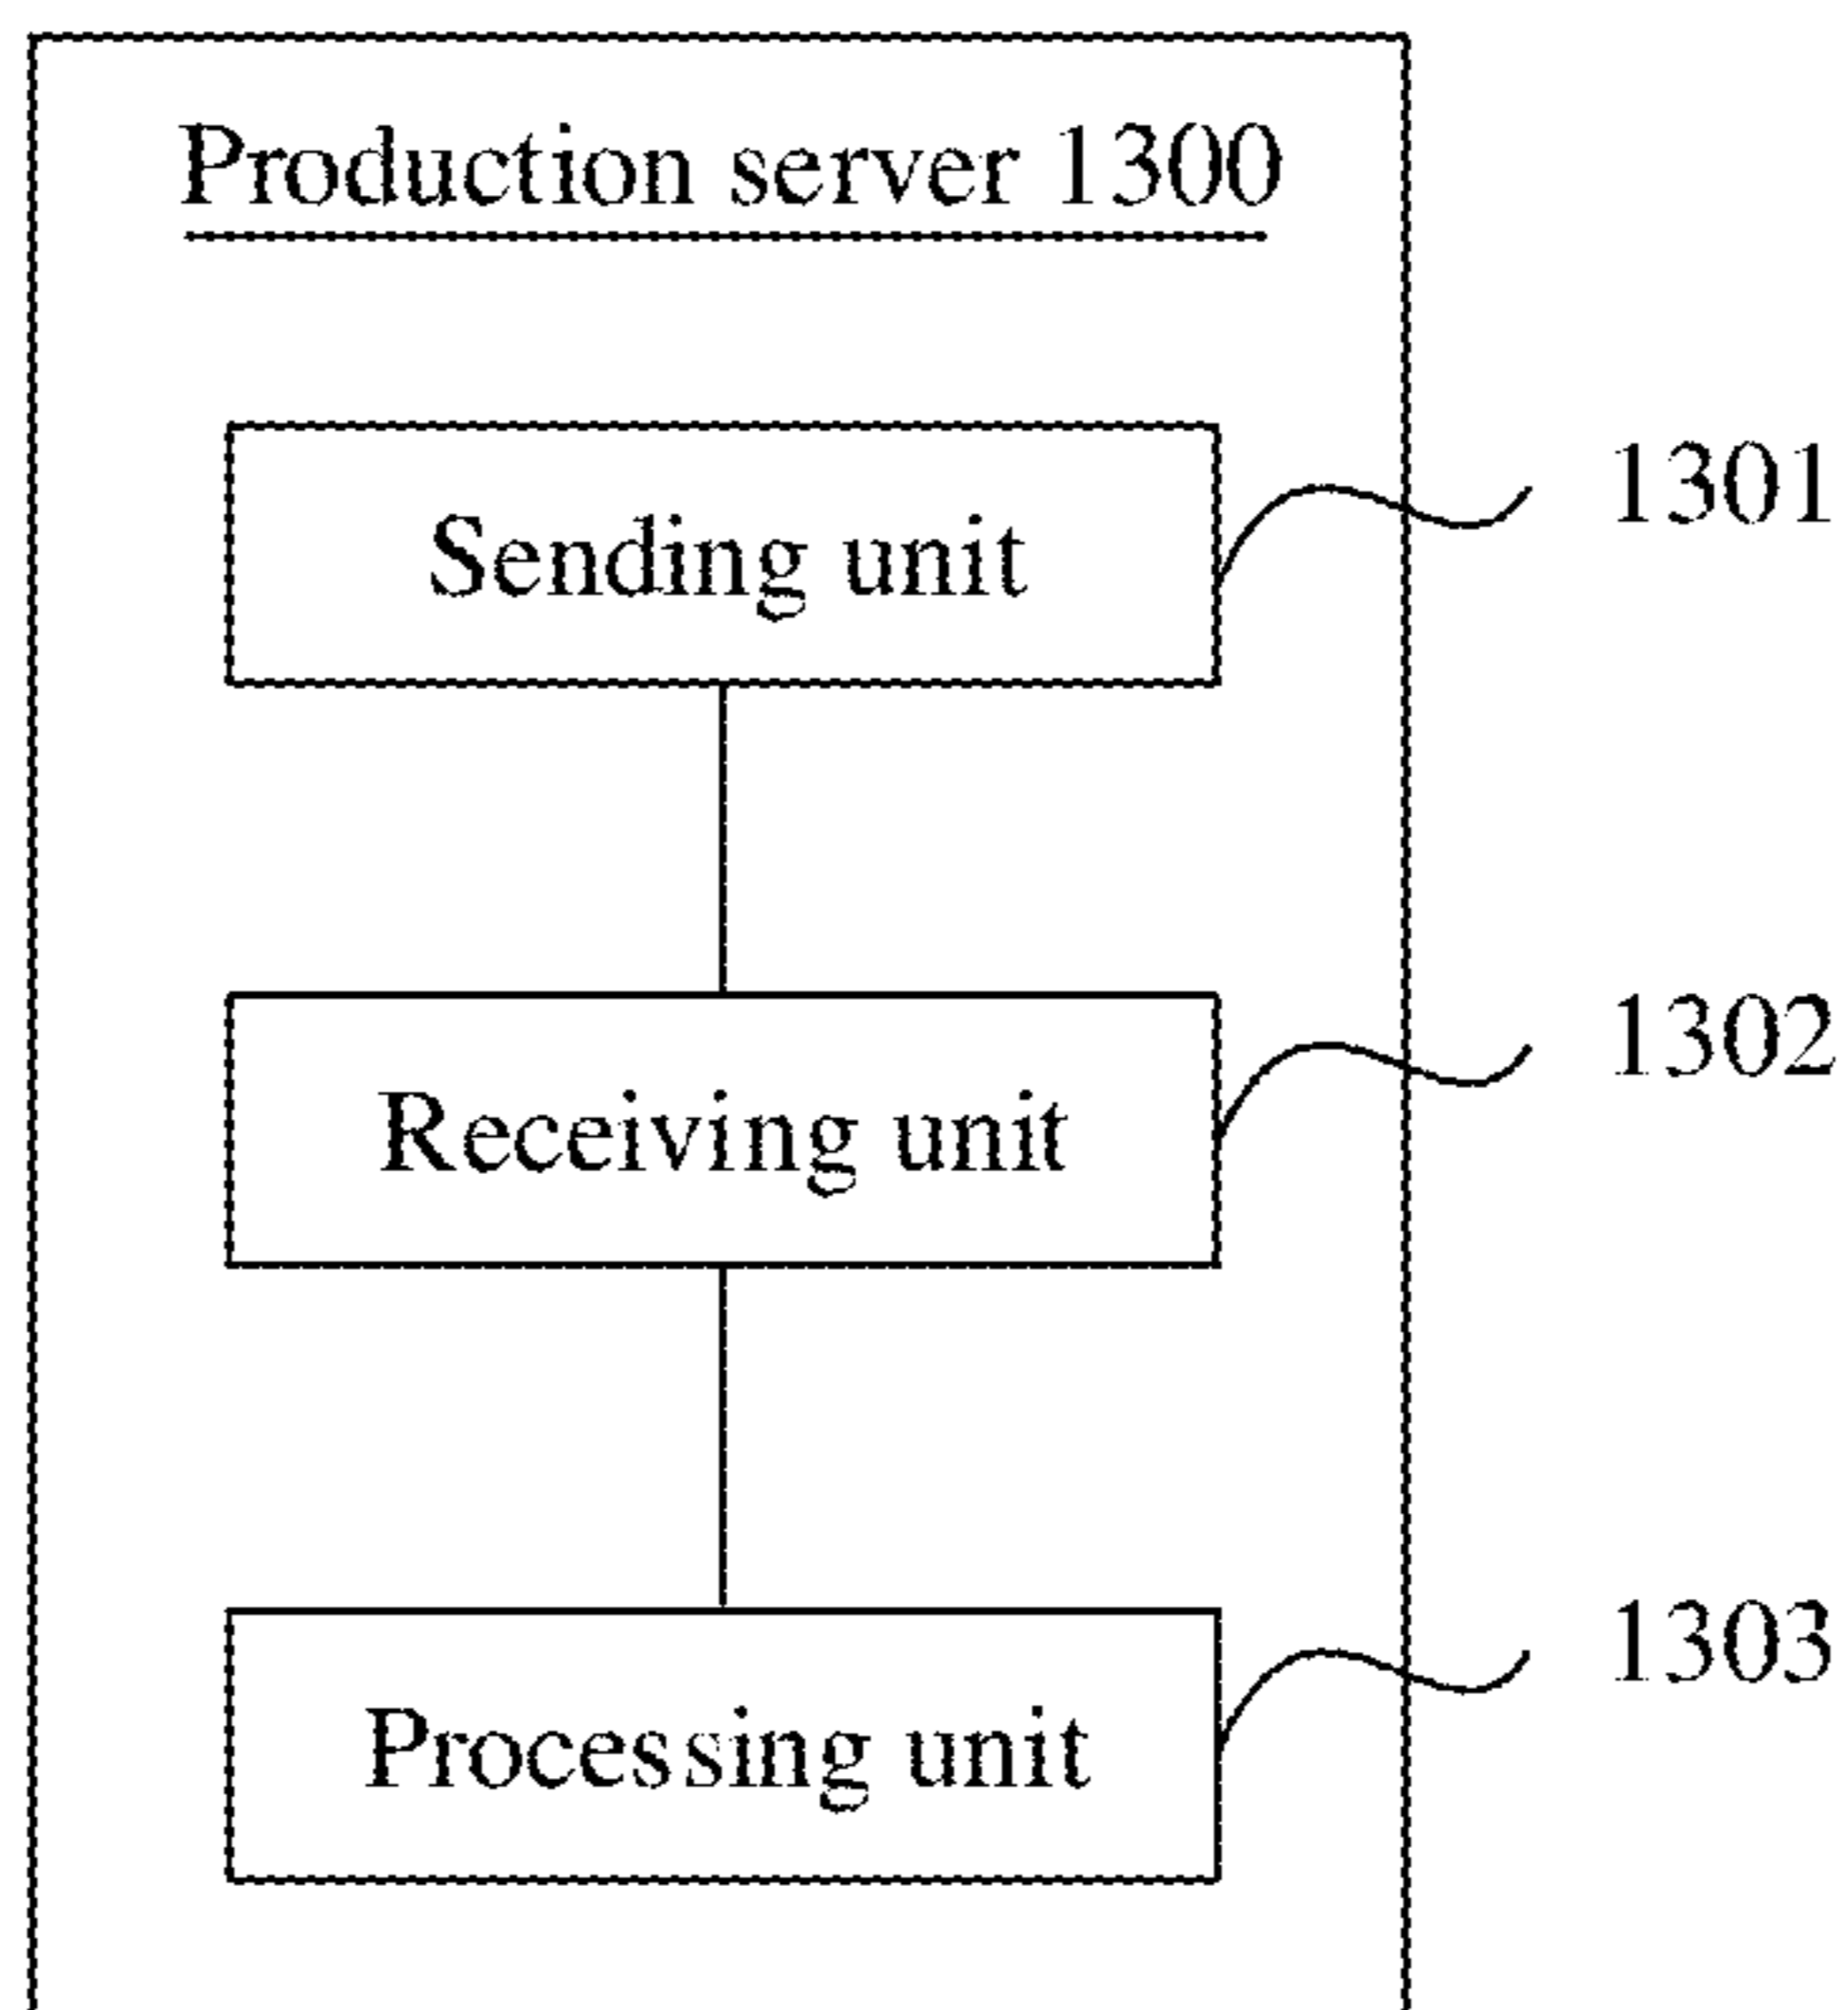 Production server 1300
Sending unit
1301
Receiving unit
1302
Processing unit
1303